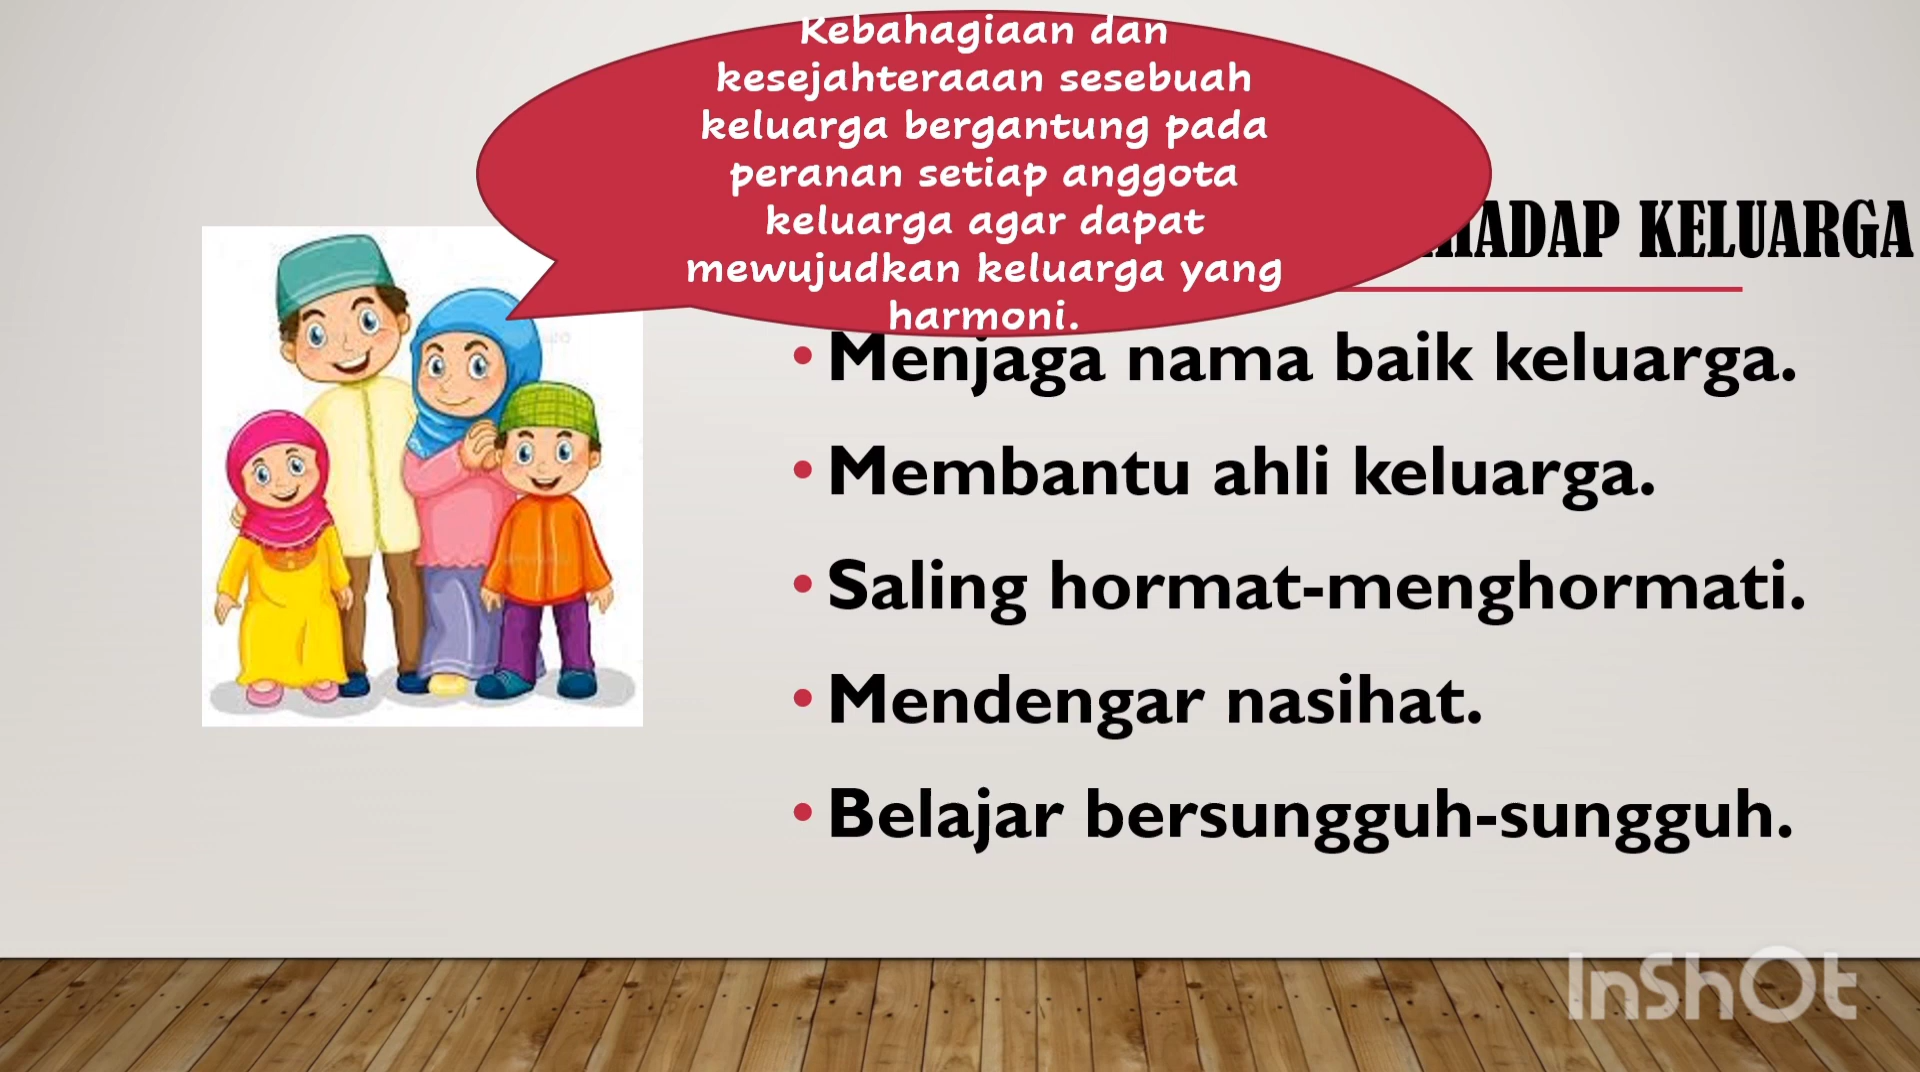 Kebahagiaan dan
kesejahteraaan sesebuah
keluarga bergantung pada
peranan setiap anggota
keluarga agar dapat
mewujudkan keluarga yang
harmoni.
KELUARGA
• Menjaga nama baik keluarga.
• Membantu ahli keluarga.
• Saling hormat-menghormati.
• Mendengar nasihat.
• Belajar bersungguh-sungguh.
InShOt